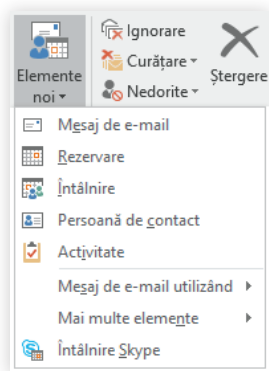 Elemente
noi
Ignorare
Curățare
Nedorite
Ștergere
Mesaj de e-mail
Rezervare
Întâlnire
Persoană de contact
Activitate
Mesaj de e-mail utilizând
Mai multe elemente
Întâlnire Skype